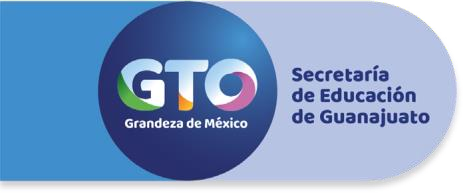 GTO
Grandeza de México
Secretaría
de Educación
de Guanajuato